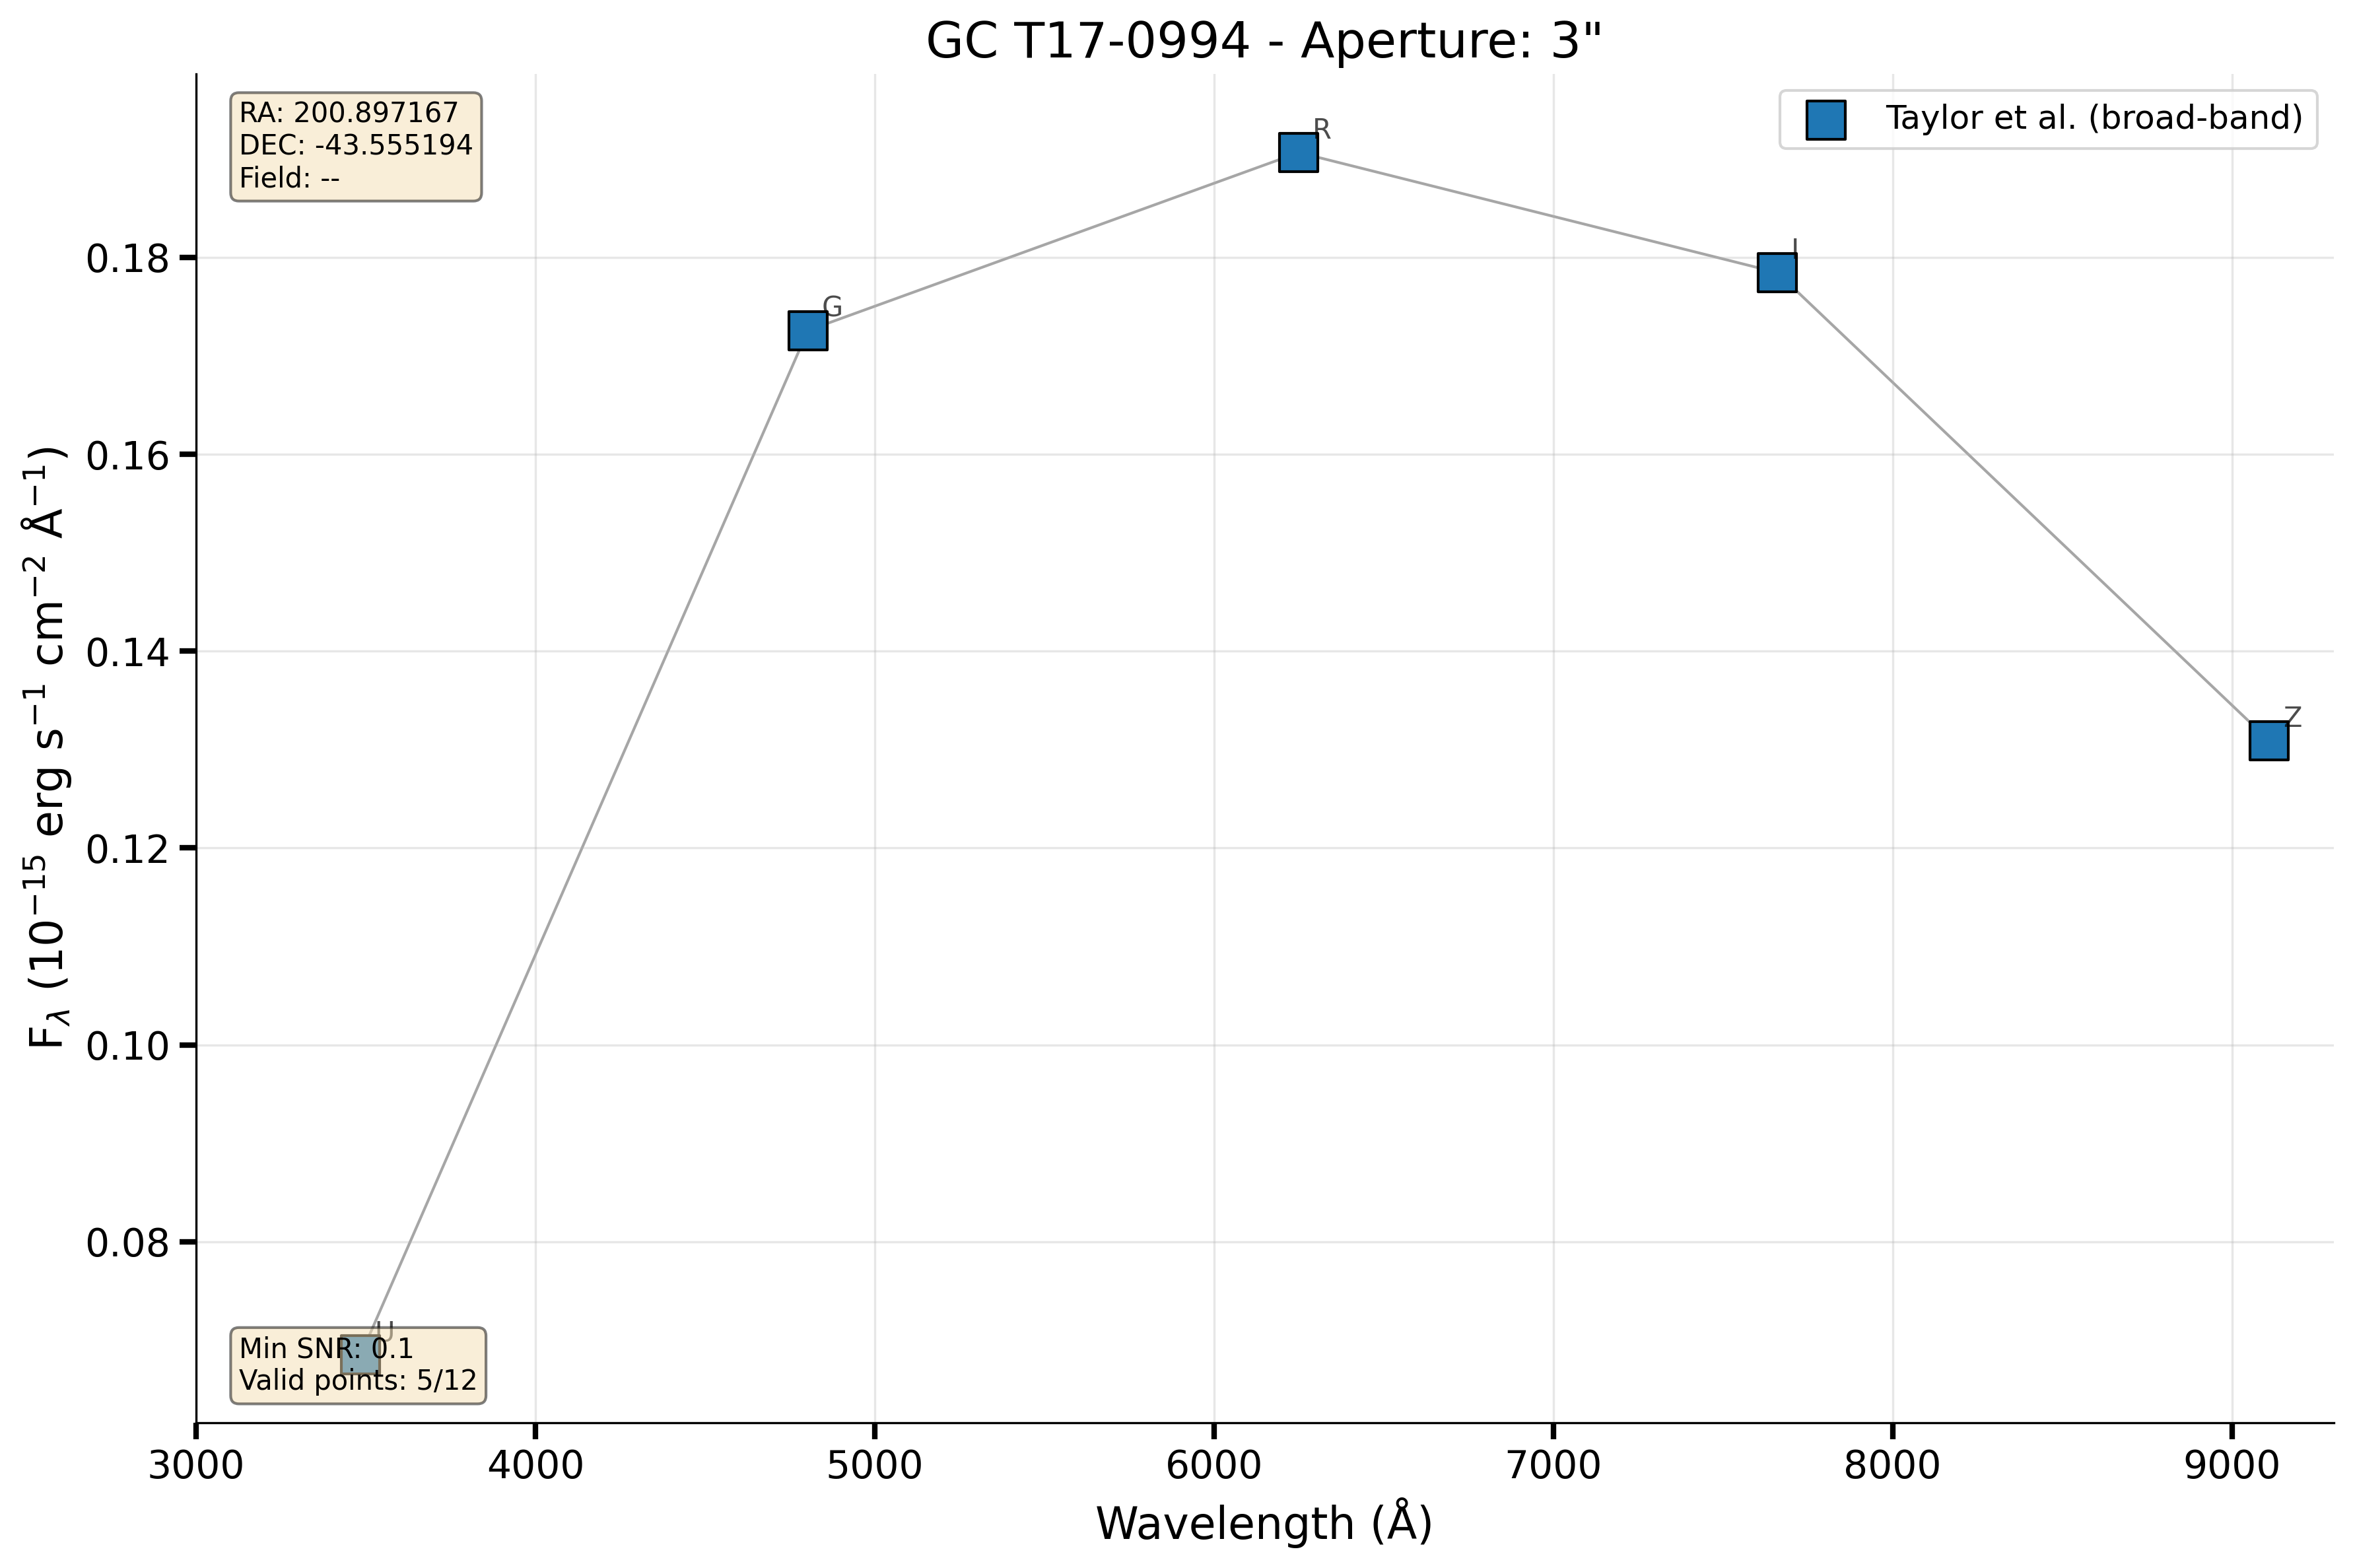 GC T17-0994 - Aperture: 3"
RA: 200.897167
DEC: -43.555194
Field: --
Taylor et al. (broad-band)
R
I
G
Z
U
Min SNR: 0.1
Valid points: 5/12
0.18
0.16
0.14
0.12
0.10
0.08
F_λ (10⁻¹⁵ erg s⁻¹ cm⁻² Å⁻¹)
3000 4000 5000 6000 7000 8000 9000
Wavelength (Å)